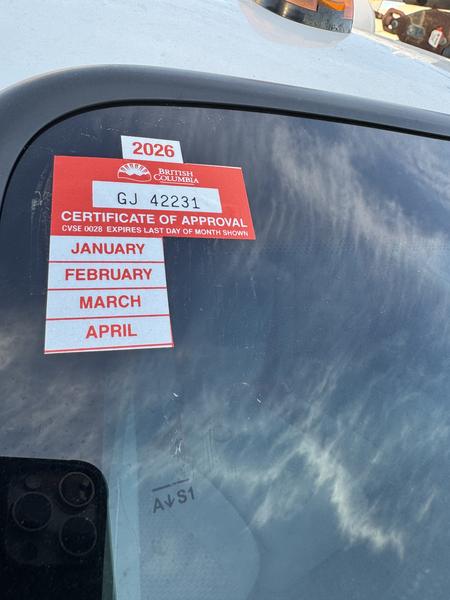 2026
BRITISH
COLUMBIA
GJ 42231
CERTIFICATE OF APPROVAL
CVSE 0028 EXPIRES LAST DAY OF MONTH SHOWN
JANUARY
FEBRUARY
MARCH
APRIL
A↓S1